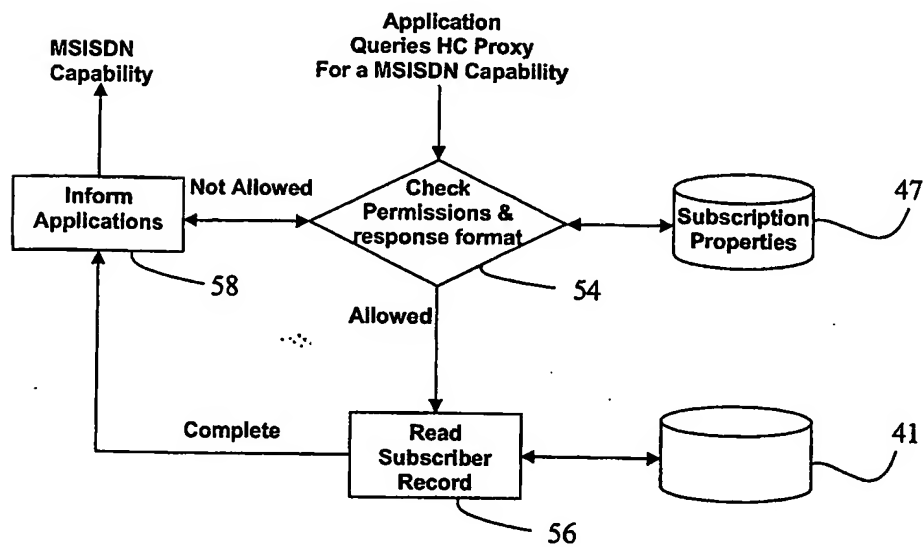 Application
Queries HC Proxy
For a MSISDN Capability
MSISDN
Capability
Inform
Applications
Not Allowed
Check
Permissions &
response format
Subscription
Properties
47
58
54
Allowed
Complete
Read
Subscriber
Record
41
56